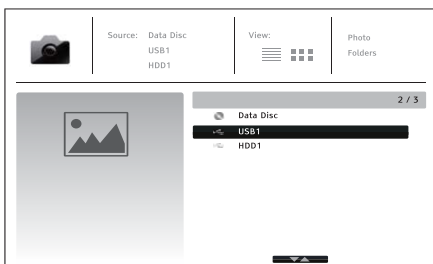 Source: Data Disc
USB1
HDD1
View:
Photo
Folders
2 / 3
Data Disc
USB1
HDD1